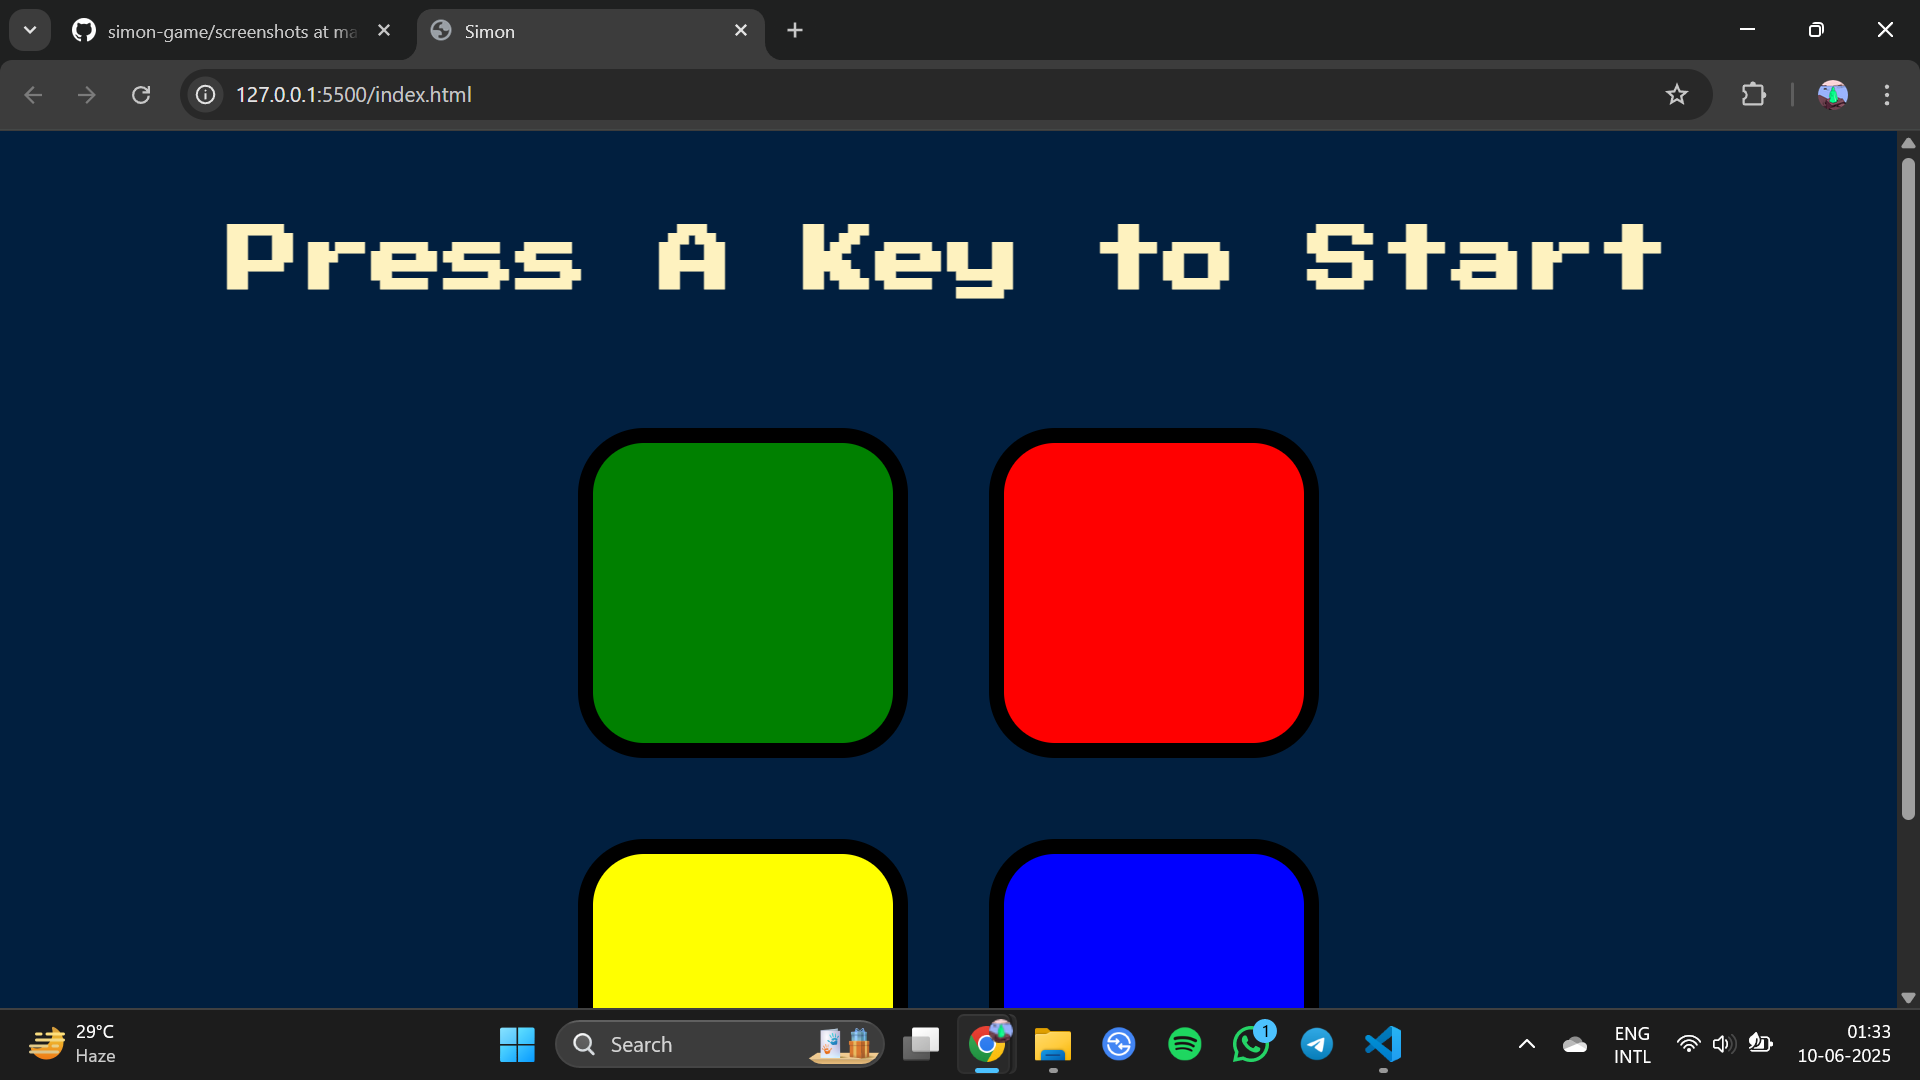 simon-game/screenshots at ma
Simon
127.0.0.1:5500/index.html
Press A Key to Start
29°C
Haze
Search
1
ENG
INTL
01:33
10-06-2025